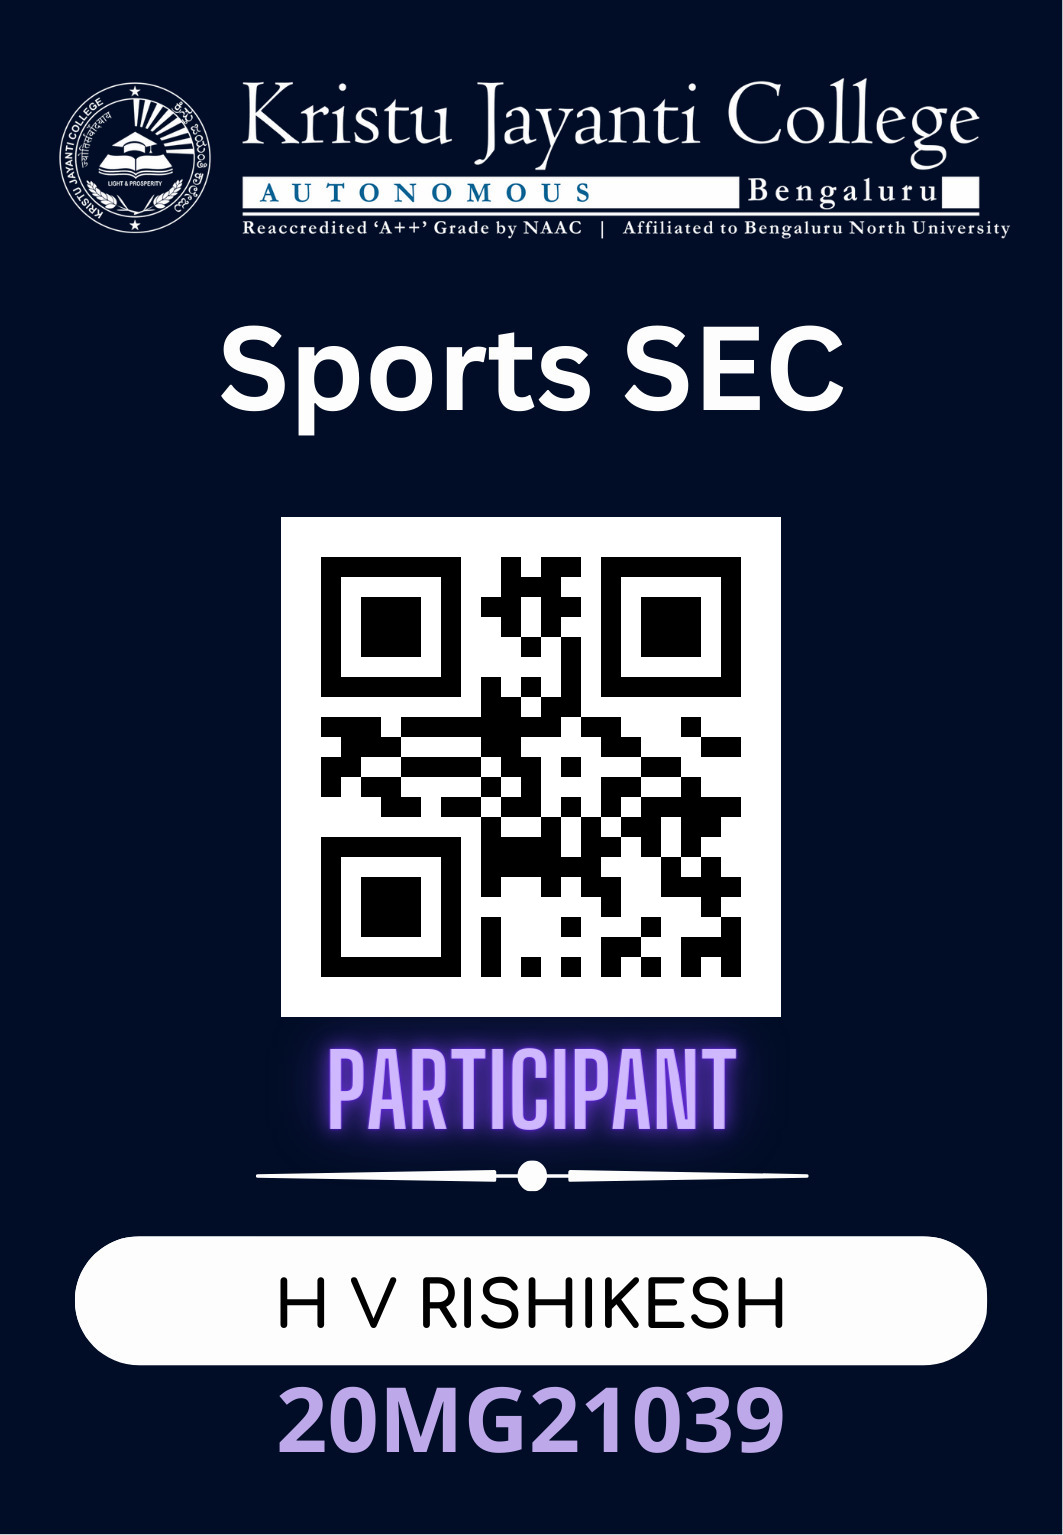 Kristu Jayanti College
AUTONOMOUS Bengaluru
Reaccredited ‘A++’ Grade by NAAC | Affiliated to Bengaluru North University
KRISTU JAYANTI COLLEGE
ಕ್ರಿಸ್ತು ಜಯಂತಿ ಕಾಲೇಜು
LIGHT & PROSPERITY
Sports SEC
PARTICIPANT
H V RISHIKESH
20MG21039